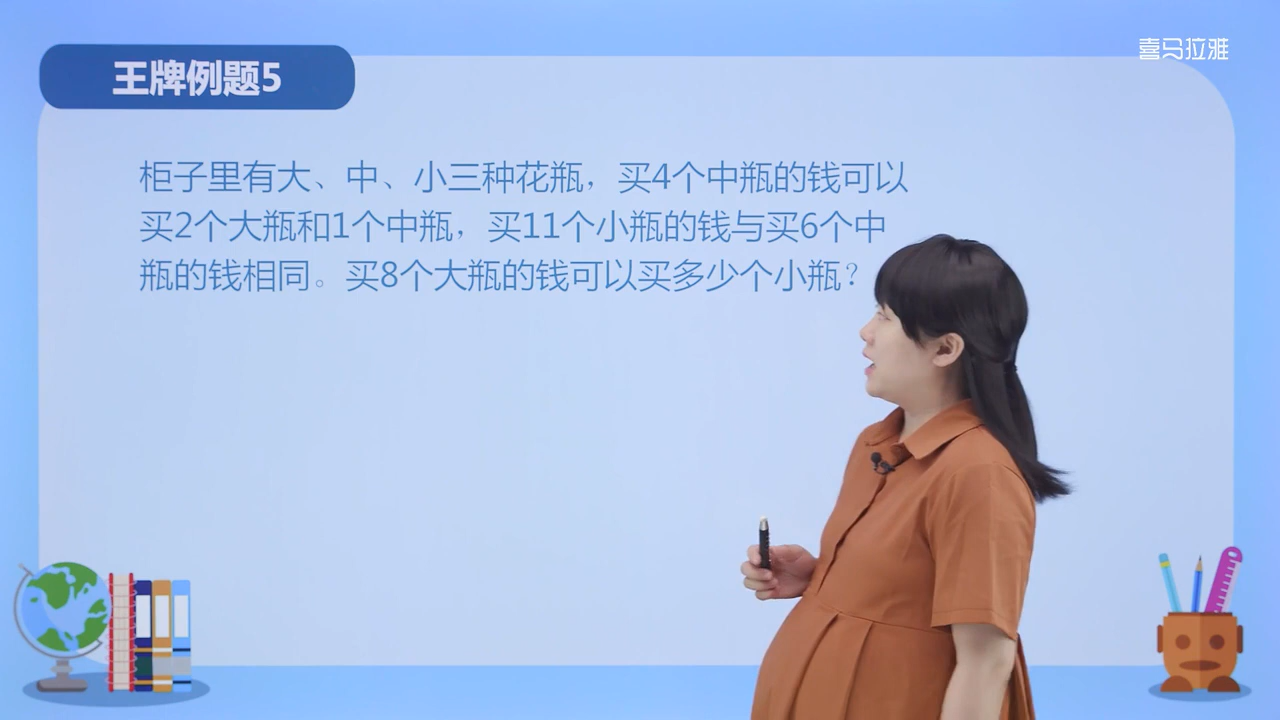 喜马拉雅
王牌例题5
柜子里有大、中、小三种花瓶，买4个中瓶的钱可以
买2个大瓶和1个中瓶，买11个小瓶的钱与买6个中
瓶的钱相同。买8个大瓶的钱可以买多少个小瓶？